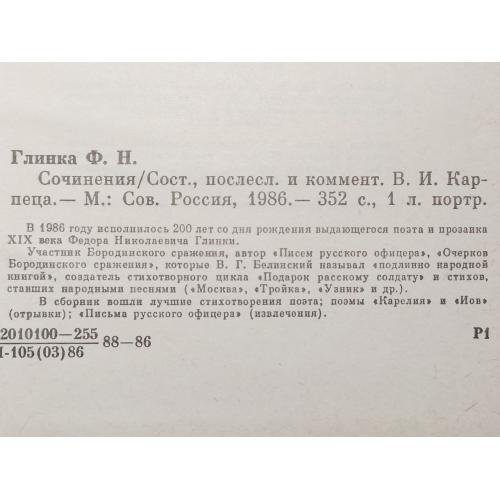 Глинка Ф. Н.
Сочинения/Сост., послесл. и коммент. В. И. Кар-
пеца.— М.: Сов. Россия, 1986.— 352 с., 1 л. портр.
В 1986 году исполнилось 200 лет со дня рождения выдающегося поэта и прозаика
XIX века Федора Николаевича Глинки.
Участник Бородинского сражения, автор «Писем русского офицера», «Очерков
Бородинского сражения», которые В. Г. Белинский называл «подлинно народной
книгой», создатель стихотворного цикла «Подарок русскому солдату» и стихов,
ставших народными песнями («Москва», «Тройка», «Узник» и др.).
В сборник вошли лучшие стихотворения поэта; поэмы «Карелия» и «Иов»
(отрывки); «Письма русского офицера» (извлечения).
2010100—255
-105(03)86 88—86 Р1